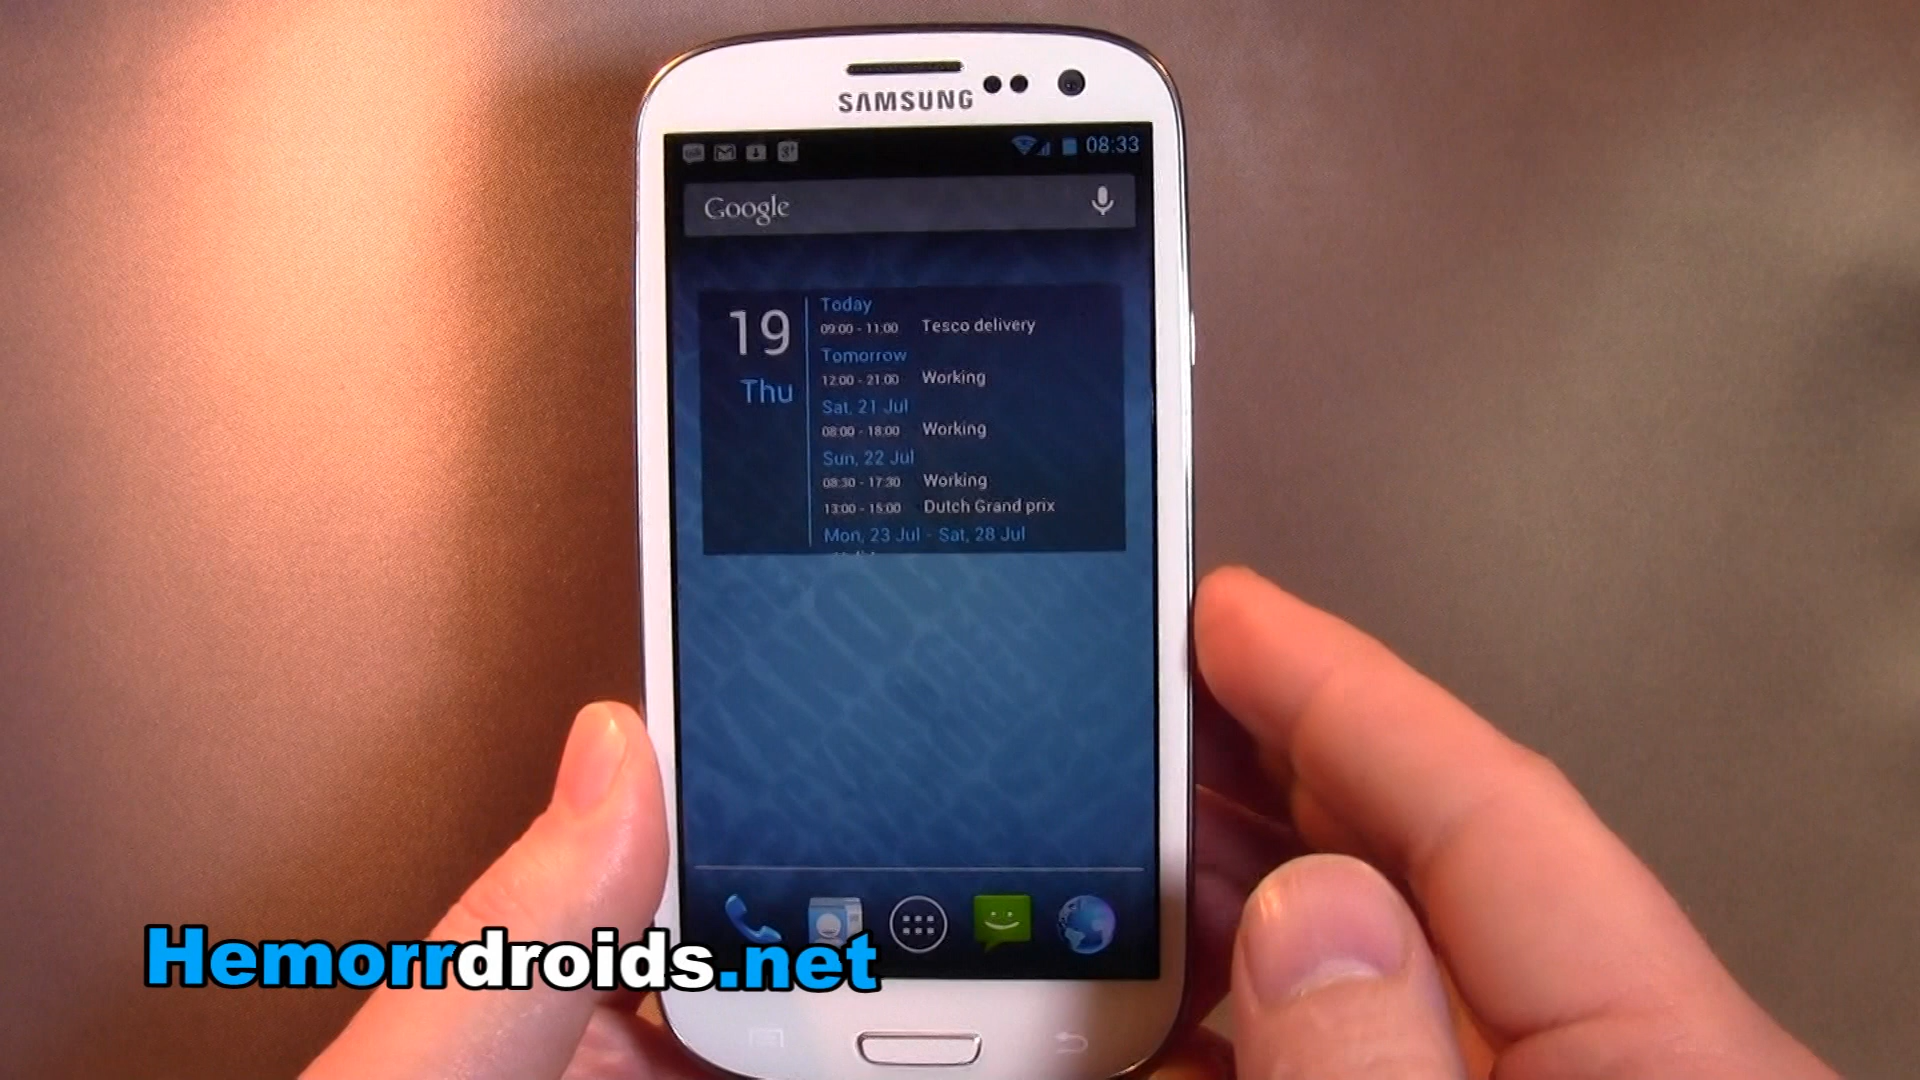 SAMSUNG
08:33
Google
19
Thu
Today
09:00 - 11:00 Tesco delivery
Tomorrow
12:00 - 21:00 Working
Sat, 21 Jul
08:00 - 18:00 Working
Sun, 22 Jul
08:30 - 17:30 Working
13:00 - 15:00 Dutch Grand prix
Mon, 23 Jul - Sat, 28 Jul
Hemorrdroids.net